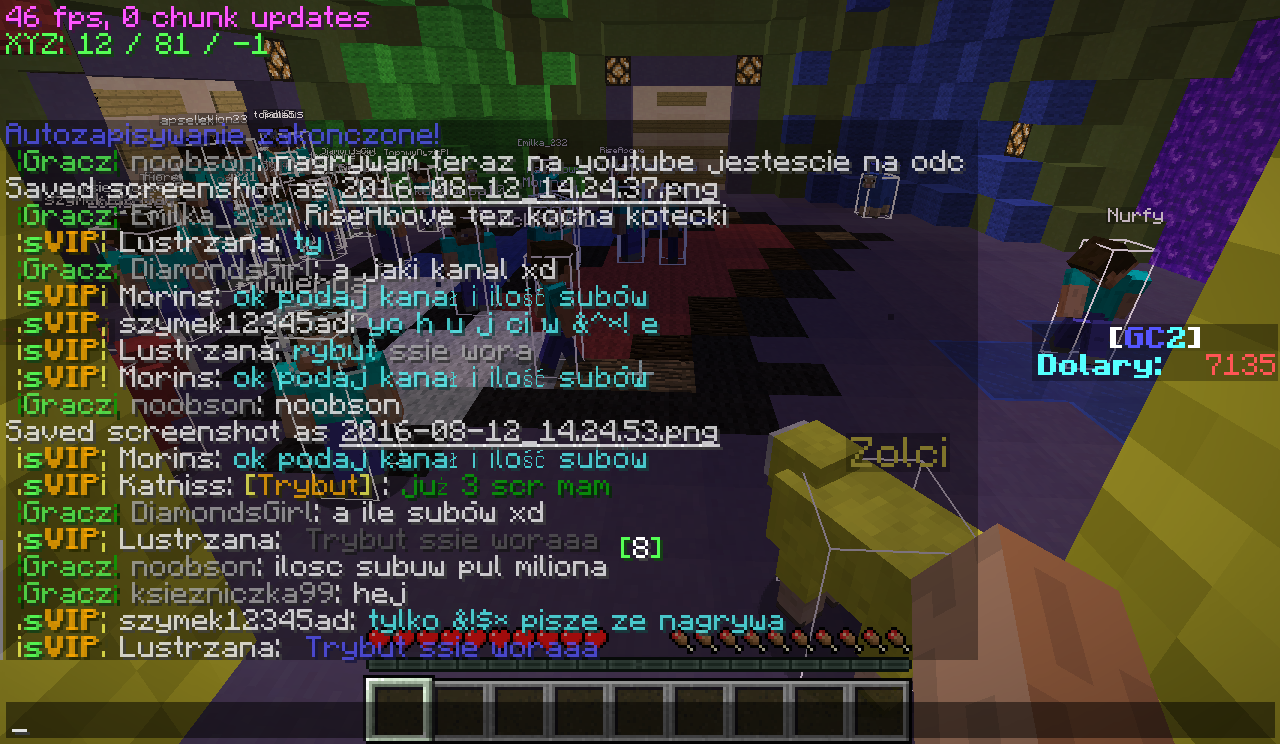 46 fps, 0 chunk updates
XYZ: 12 / 81 / -1
apselektion23
Autozapisywanie zakonczone!
Emilka_232
RiseAbove
DiamondsGirl
|Gracz| noobson: nagrywam teraz na youtube jestescie na odc
Saved screenshot as 2016-08-12_14.24.37.png
Nurfy
|Gracz| Emilka_232: RiseAbove tez kocha kotecki
|sVIP| Lustrzana: ty
|Gracz| DiamondsGirl: a jaki kanal xd
!sVIP¡ Morins: ok podaj kanał i ilość subów
.sVIP, szymek12345ad: yo h u j ci w &^×! e
[GC2]
¡sVIP¡ Lustrzana: rybut ssie wora
Dolary: 7135
¡sVIP! Morins: ok podaj kanał i ilość subów
|Gracz| noobson: noobson
Saved screenshot as 2016-08-12_14.24.53.png
Zolci
¡sVIP¡ Morins: ok podaj kanał i ilość subów
.sVIP¡ Katniss: [Trybut] : już 3 scr mam
|Gracz| DiamondsGirl: a ile subów xd
¡sVIP¡ Lustrzana: Trybut ssie woraaa
[8]
|Gracz! noobson: ilosc subuw pul miliona
|Gracz¡ ksiezniczka99: hej
.sVIP¡ szymek12345ad: tylko &!$× pisze ze nagrywa
¡sVIP. Lustrzana: Trybut ssie woraaa
_